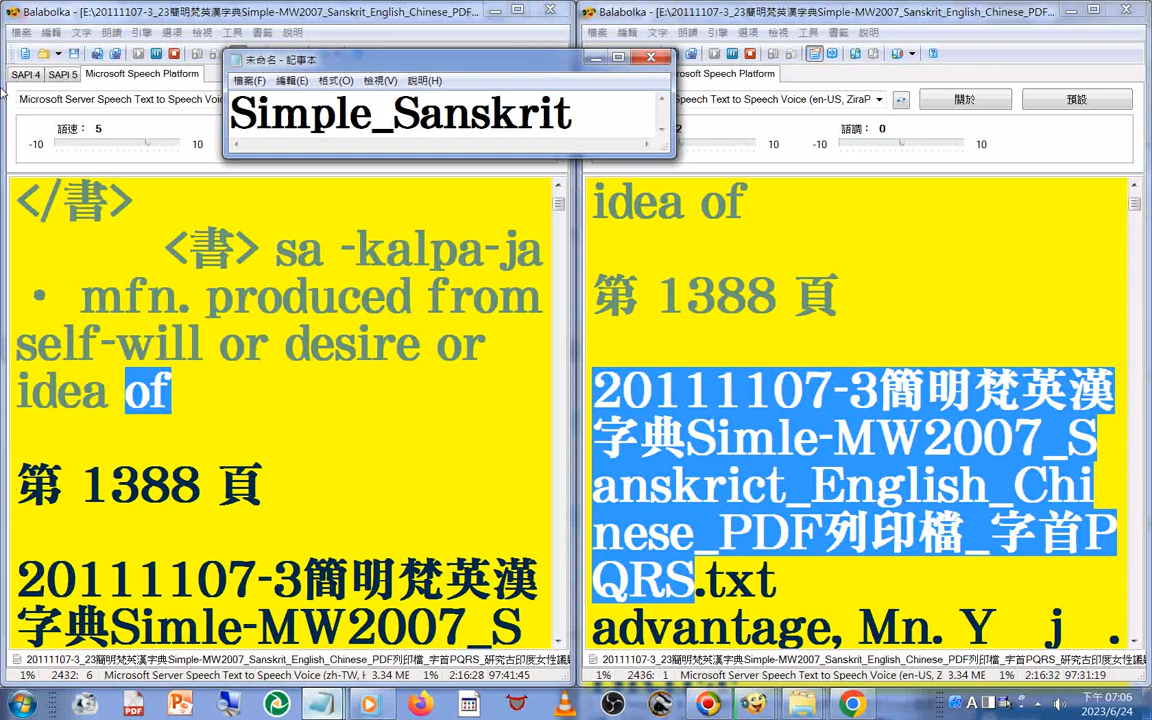 Balabolka - [E:\20111107-3_23簡明梵英漢字典Simple-MW2007_Sanskrit_English_Chinese_PDF...
檔案 編輯 文字 朗讀 引擎 選項 檢視 工具 書籤 說明
SAPI 4 SAPI 5 Microsoft Speech Platform
Microsoft Server Speech Text to Speech Voi
語速： 5
-10 10
</書>
<書> sa -kalpa-ja
• mfn. produced from
self-will or desire or
idea of
第 1388 頁
20111107-3簡明梵英漢
字典Simle-MW2007_S
20111107-3_23簡明梵英漢字典Simple-MW2007_Sanskrit_English_Chinese_PDF列印檔_字首PQRS_研究古印度女性議
1% 2432: 6 Microsoft Server Speech Text to Speech Voice (zh-TW, 3.34 ME 1% 2:16:28 97:41:45
未命名 - 記事本
檔案(F) 編輯(E) 格式(O) 檢視(V) 說明(H)
Simple_Sanskrit
Balabolka - [E:\20111107-3_23簡明梵英漢字典Simple-MW2007_Sanskrit_English_Chinese_PDF...
檔案 編輯 文字 朗讀 引擎 選項 檢視 工具 書籤 說明
osoft Speech Platform
peech Text to Speech Voice (en-US, ZiraP
關於
預設
2
語調： 0
10 -10 10
idea of
第 1388 頁
20111107-3簡明梵英漢
字典Simle-MW2007_S
anskrict_English_Chi
nese_PDF列印檔_字首P
QRS.txt
advantage, Mn. Y j .
20111107-3_23簡明梵英漢字典Simple-MW2007_Sanskrit_English_Chinese_PDF列印檔_字首PQRS_研究古印度女性議
1% 2436: 1 Microsoft Server Speech Text to Speech Voice (en-US, Z 3.34 ME 1% 2:16:32 97:31:19
下午 07:06
2023/6/24